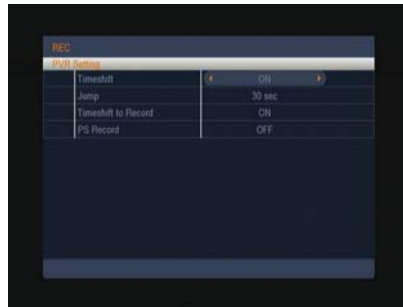 REC
PVR Setting
Timeshift ON
Jump 30 sec
Timeshift to Record ON
PS Record OFF